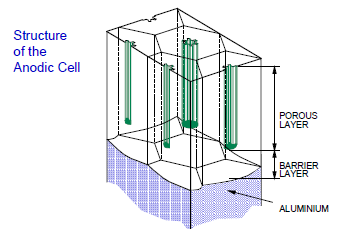 Structure
of the
Anodic Cell
POROUS
LAYER
BARRIER
LAYER
ALUMINIUM